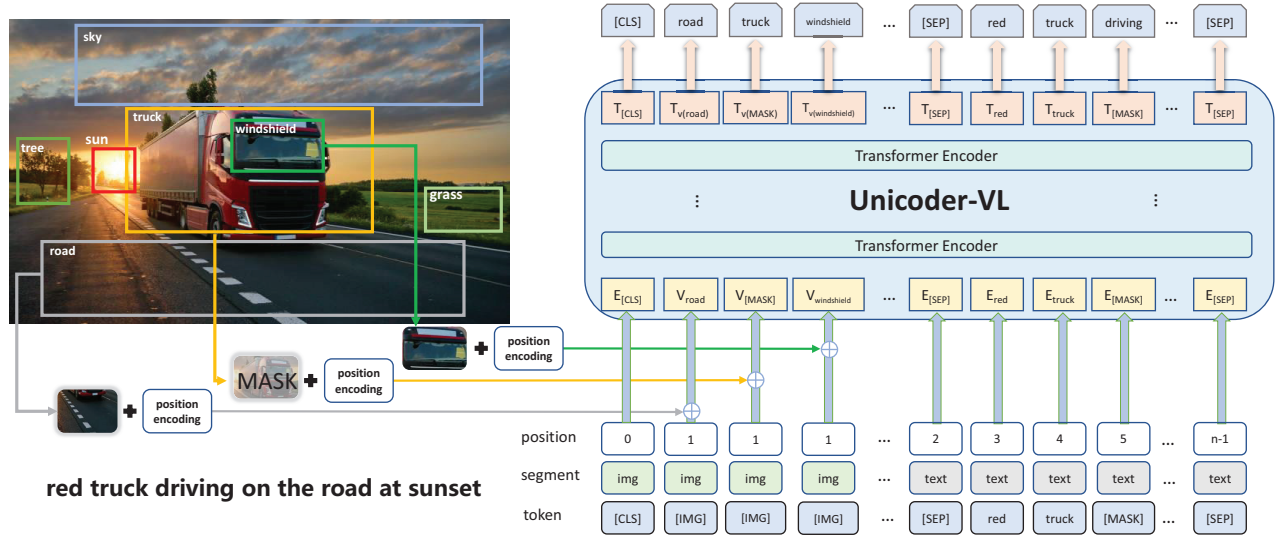 sky
truck
windshield
tree
sun
grass
road
MASK
position
encoding
position
encoding
position
encoding
red truck driving on the road at sunset
[CLS] road truck windshield ... [SEP] red truck driving ... [SEP]
T[CLS] Tv(road) Tv(MASK) Tv(windshield) ... T[SEP] Tred Ttruck T[MASK] ... T[SEP]
Transformer Encoder
Unicoder-VL
Transformer Encoder
E[CLS] Vroad V[MASK] Vwindshield ... E[SEP] Ered Etruck E[MASK] ... E[SEP]
position 0 1 1 1 ... 2 3 4 5 ... n-1
segment img img img img ... text text text text ... text
token [CLS] [IMG] [IMG] [IMG] ... [SEP] red truck [MASK] ... [SEP]